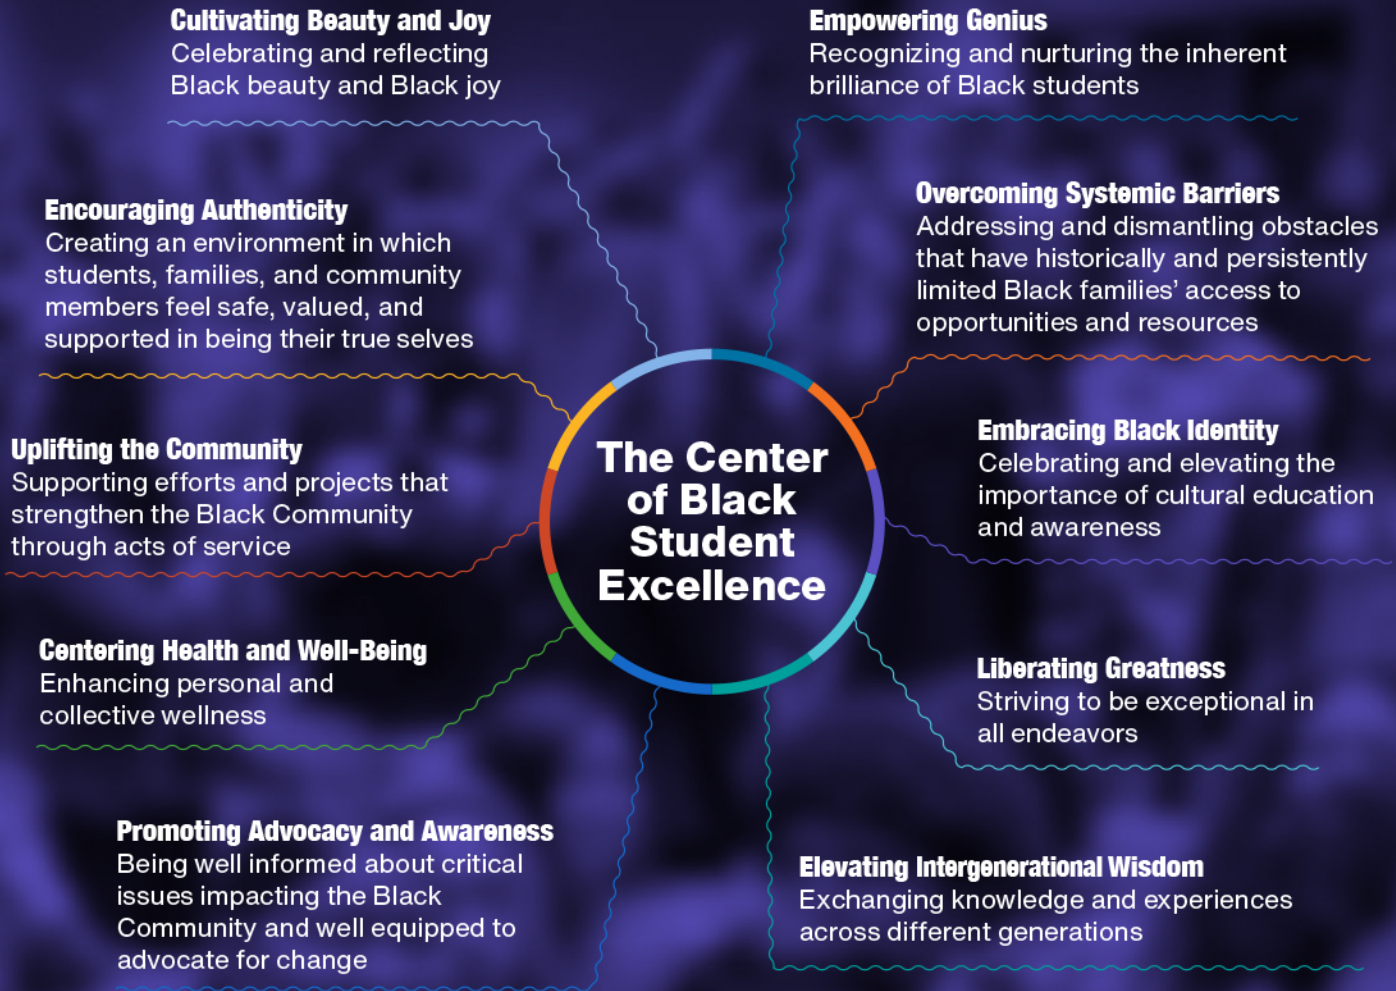 Cultivating Beauty and Joy
Celebrating and reflecting
Black beauty and Black joy
Empowering Genius
Recognizing and nurturing the inherent
brilliance of Black students
Encouraging Authenticity
Creating an environment in which
students, families, and community
members feel safe, valued, and
supported in being their true selves
Overcoming Systemic Barriers
Addressing and dismantling obstacles
that have historically and persistently
limited Black families’ access to
opportunities and resources
Uplifting the Community
Supporting efforts and projects that
strengthen the Black Community
through acts of service
The Center
of Black
Student
Excellence
Embracing Black Identity
Celebrating and elevating the
importance of cultural education
and awareness
Centering Health and Well-Being
Enhancing personal and
collective wellness
Liberating Greatness
Striving to be exceptional in
all endeavors
Promoting Advocacy and Awareness
Being well informed about critical
issues impacting the Black
Community and well equipped to
advocate for change
Elevating Intergenerational Wisdom
Exchanging knowledge and experiences
across different generations